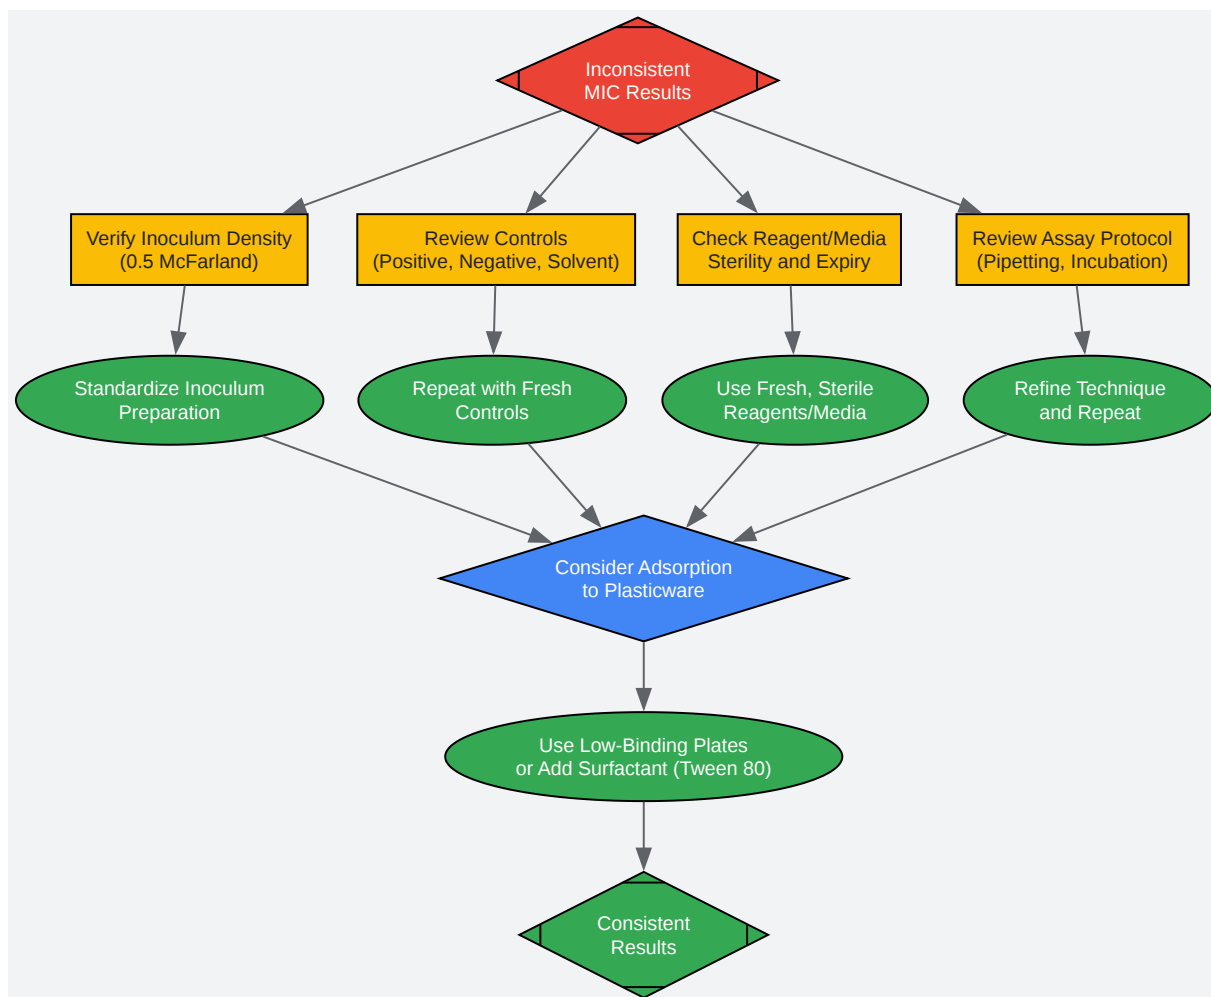 Inconsistent
MIC Results
Verify Inoculum Density
(0.5 McFarland)
Review Controls
(Positive, Negative, Solvent)
Check Reagent/Media
Sterility and Expiry
Review Assay Protocol
(Pipetting, Incubation)
Standardize Inoculum
Preparation
Repeat with Fresh
Controls
Use Fresh, Sterile
Reagents/Media
Refine Technique
and Repeat
Consider Adsorption
to Plasticware
Use Low-Binding Plates
or Add Surfactant (Tween 80)
Consistent
Results